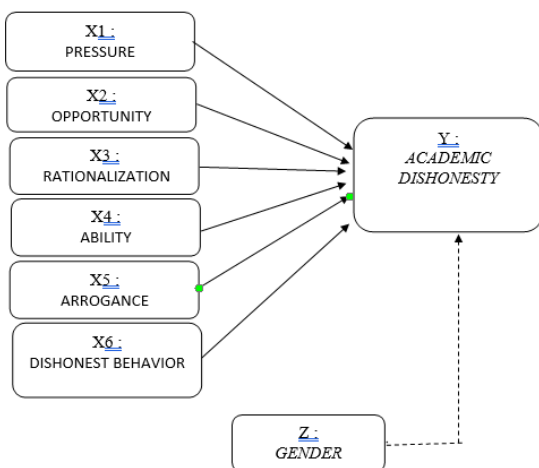 X1 :
PRESSURE
X2 :
OPPORTUNITY
X3 :
RATIONALIZATION
X4 :
ABILITY
X5 :
ARROGANCE
X6 :
DISHONEST BEHAVIOR
Y :
ACADEMIC
DISHONESTY
Z :
GENDER